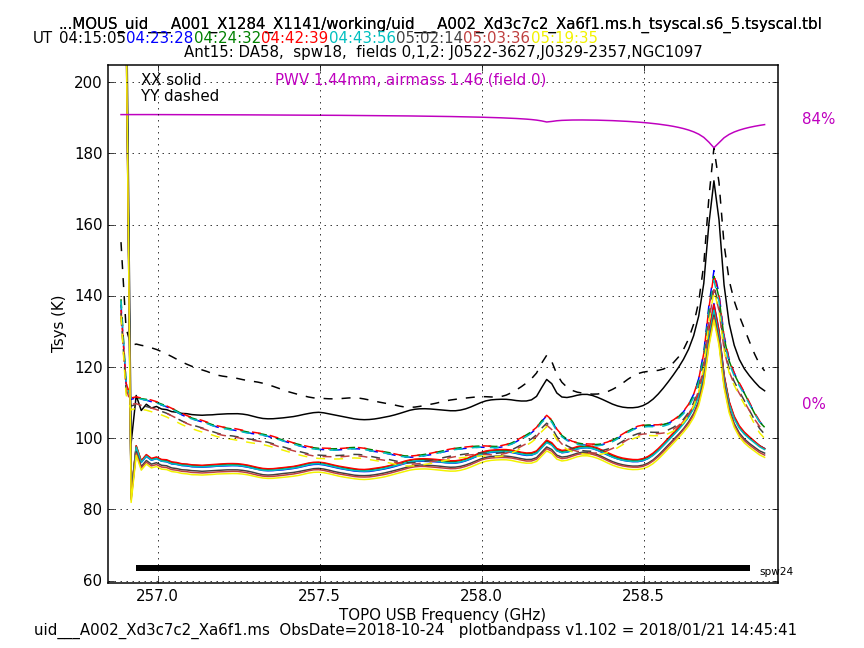 ...MOUS_uid___A001_X1284_X1141/working/uid___A002_Xd3c7c2_Xa6f1.ms.h_tsyscal.s6_5.tsyscal.tbl
UT 04:15:05 04:23:28 04:24:32 04:42:39 04:43:56 05:02:14 05:03:36 05:19:35
Ant15: DA58,  spw18,  fields 0,1,2: J0522-3627,J0329-2357,NGC1097
XX solid
YY dashed
PWV 1.44mm, airmass 1.46 (field 0)
84%
0%
200
180
160
140
120
100
80
60
Tsys (K)
spw24
257.0 257.5 258.0 258.5
TOPO USB Frequency (GHz)
uid___A002_Xd3c7c2_Xa6f1.ms  ObsDate=2018-10-24   plotbandpass v1.102 = 2018/01/21 14:45:41